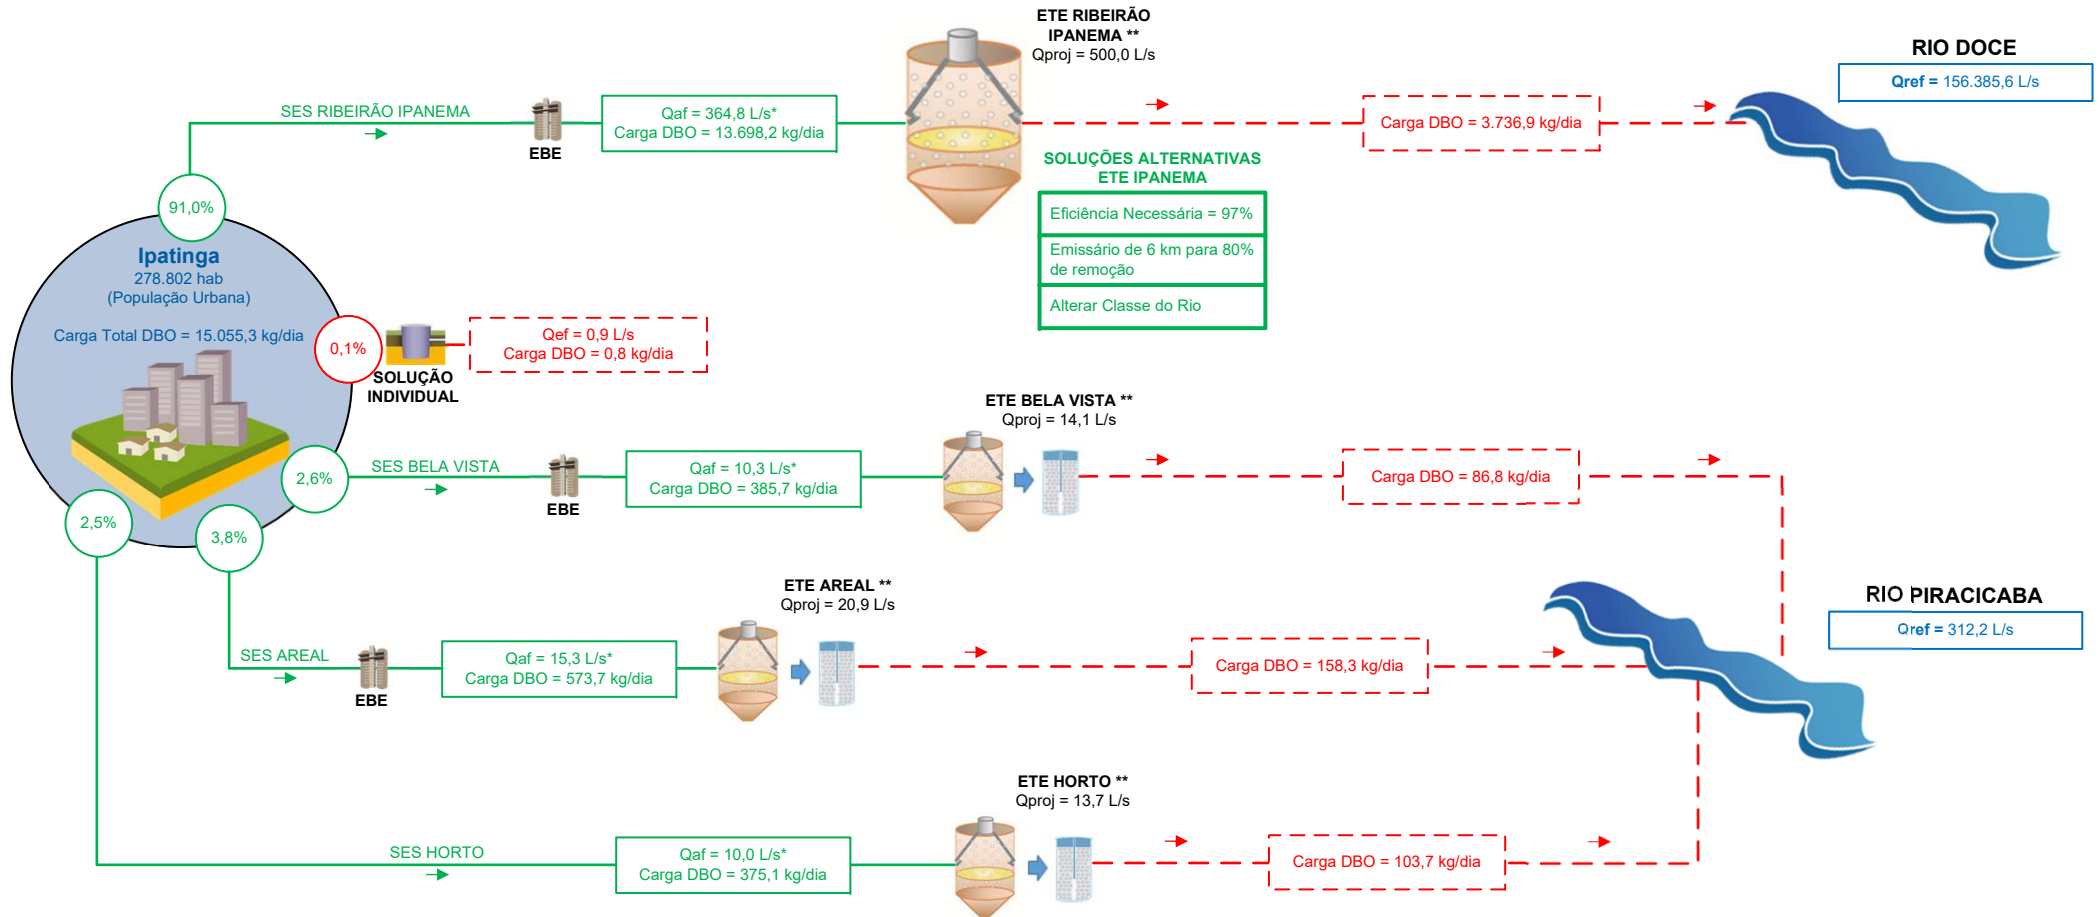 ETE RIBEIRÃO
IPANEMA **
Qproj = 500,0 L/s
RIO DOCE
Qref = 156.385,6 L/s
SES RIBEIRÃO IPANEMA
EBE
Qaf = 364,8 L/s*
Carga DBO = 13.698,2 kg/dia
Carga DBO = 3.736,9 kg/dia
SOLUÇÕES ALTERNATIVAS
ETE IPANEMA
Eficiência Necessária = 97%
Emissário de 6 km para 80%
de remoção
Alterar Classe do Rio
91,0%
Ipatinga
278.802 hab
(População Urbana)
Carga Total DBO = 15.055,3 kg/dia
0,1%
SOLUÇÃO
INDIVIDUAL
Qef = 0,9 L/s
Carga DBO = 0,8 kg/dia
ETE BELA VISTA **
Qproj = 14,1 L/s
2,6%
SES BELA VISTA
EBE
Qaf = 10,3 L/s*
Carga DBO = 385,7 kg/dia
Carga DBO = 86,8 kg/dia
2,5%
3,8%
ETE AREAL **
Qproj = 20,9 L/s
RIO PIRACICABA
Qref = 312,2 L/s
SES AREAL
EBE
Qaf = 15,3 L/s*
Carga DBO = 573,7 kg/dia
Carga DBO = 158,3 kg/dia
ETE HORTO **
Qproj = 13,7 L/s
SES HORTO
Qaf = 10,0 L/s*
Carga DBO = 375,1 kg/dia
Carga DBO = 103,7 kg/dia